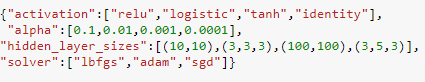 {"activation":["relu","logistic","tanh","identity"],
"alpha":[0.1,0.01,0.001,0.0001],
"hidden_layer_sizes":[(10,10),(3,3,3),(100,100),(3,5,3)],
"solver":["lbfgs","adam","sgd"]}